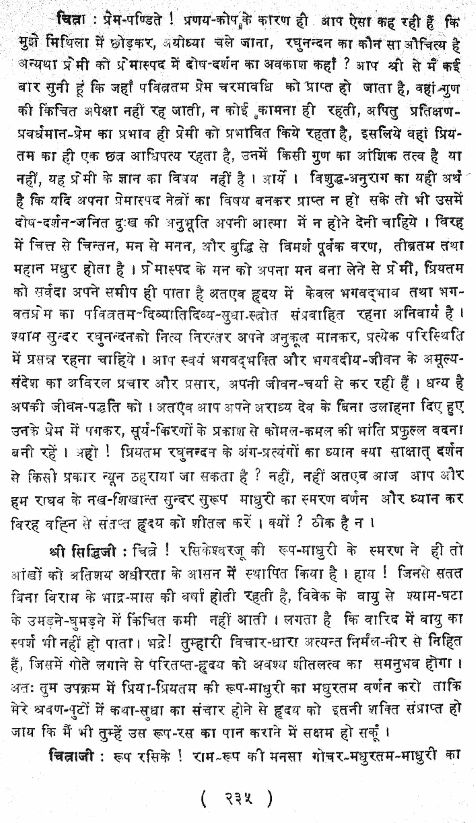 चित्रा : प्रेम-पण्डिते ! प्रणय-कोप के कारण ही आप ऐसा कह रही हैं कि
मुझे मिथिला में छोड़कर, अयोध्या चले जाना, रघुनन्दन का कौन सा औचित्य है
अन्यथा प्रेमी को प्रेमास्पद में दोष-दर्शन का अवकाश कहाँ ? आप श्री से मैं कई
बार सुनी हूं कि जहाँ पवित्रतम प्रेम चरमावधि को प्राप्त हो जाता है, वहां-गुण
की किंचित अपेक्षा नहीं रह जाती, न कोई कामना ही रहती, अपितु प्रतिक्षण-
प्रवर्धमान-प्रेम का प्रभाव ही प्रेमी को प्रभावित किये रहता है, इसलिये वहां प्रिय-
तम का ही एक छत्र आधिपत्य रहता है, उनमें किसी गुण का आंशिक तत्व है या
नहीं, यह प्रेमी के ज्ञान का विषय नहीं है । आर्ये । विशुद्ध-अनुराग का यही अर्थ
है कि यदि अपना प्रेमास्पद नेत्रों का विषय बनकर प्राप्त न हो सके तो भी उसमें
दोष-दर्शन-जनित दुःख की अनुभूति अपनी आत्मा में न होने देनी चाहिये । विरह
में चित्त से चिन्तन, मन से मनन, और बुद्धि से विमर्श पूर्वक वरण, तीव्रतम तथा
महान मधुर होता है । प्रेमास्पद के मन को अपना मन बना लेने से प्रेमी, प्रियतम
को सर्वदा अपने समीप ही पाता है अतएव हृदय में केवल भगवद्भाव तथा भग-
वतप्रेम का पवित्रतम-दिव्यातिदिव्य-सुधा-स्त्रोत संप्रवाहित रहना अनिवार्य है ।
श्याम सुन्दर रघुनन्दनको नित्य निरन्तर अपने अनुकूल मानकर, प्रत्येक परिस्थिति
में प्रसन्न रहना चाहिये । आप स्वयं भगवद्भक्ति और भगवदीय-जीवन के अमूल्य-
संदेश का अविरल प्रचार और प्रसार, अपनी जीवन-चर्या से कर रही हैं । धन्य है
अपकी जीवन-पद्धति को । अतएव आप अपने अराध्य देव के बिना उलाहना दिए हुए
उनके प्रेम में पगकर, सूर्य-किरणों के प्रकाश से कोमल-कमल की भांति प्रफुल्ल वदना
बनी रहें । अहो ! प्रियतम रघुनन्दन के अंग-प्रत्यंगों का ध्यान क्या साक्षात् दर्शन
से किसी प्रकार न्यून ठहराया जा सकता है ? नहीं, नहीं अतएव आज आप और
हम राघव के नख-शिखान्त सुन्दर सुरूप माधुरी का स्मरण वर्णन और ध्यान कर
विरह वह्नि से संतप्त हृदय को शीतल करें । क्यों ? ठीक है न ।
श्री सिद्धिजी : चित्रे ! रसिकेश्वरजू की रूप-माधुरी के स्मरण ने ही तो
आंखों को अतिशय अधीरता के आसन में स्थापित किया है । हाय ! जिनसे सतत
बिना विराम के भाद्र-मास की वर्षा होती रहती है, विवेक के वायु से श्याम-घटा
के उमड़ने-घुमड़ने में किंचित कमी नहीं आती । लगता है कि वारिद में वायु का
स्पर्श भी नहीं हो पाता। भद्रे! तुम्हारी विचार-धारा अत्यन्त निर्मल-नीर से निहित
हैं, जिसमें गोते लगाने से परितप्त-हृदय को अवश्य शीतलत्व का समनुभव होगा ।
अतः तुम उपक्रम में प्रिया-प्रियतम की रूप-माधुरी का मधुरतम वर्णन करो ताकि
मेरे श्रवण-पुटों में कथा-सुधा का संचार होने से हृदय को इतनी शक्ति संप्राप्त हो
जाय कि मैं भी तुम्हें उस रूप-रस का पान कराने में सक्षम हो सकूँ ।
चित्राजी : रूप रसिके ! राम-रूप की मनसा गोचर-मधुरतम-माधुरी का
( २३५ )